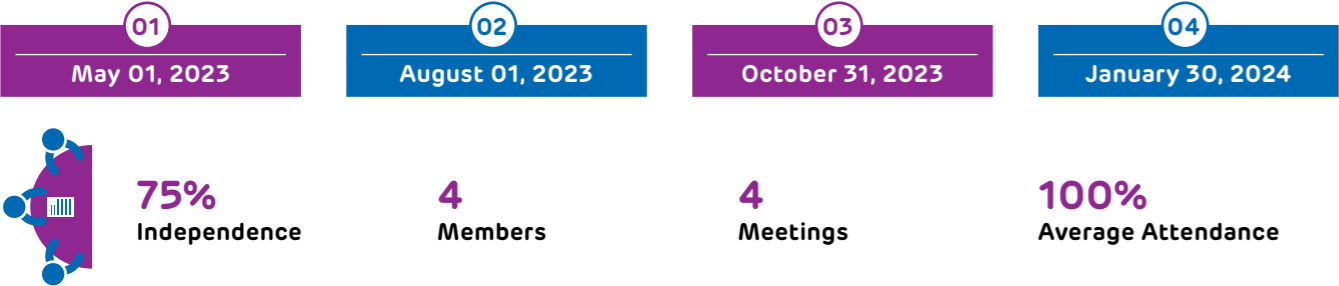 01
May 01, 2023
02
August 01, 2023
03
October 31, 2023
04
January 30, 2024
75%
Independence
4
Members
4
Meetings
100%
Average Attendance